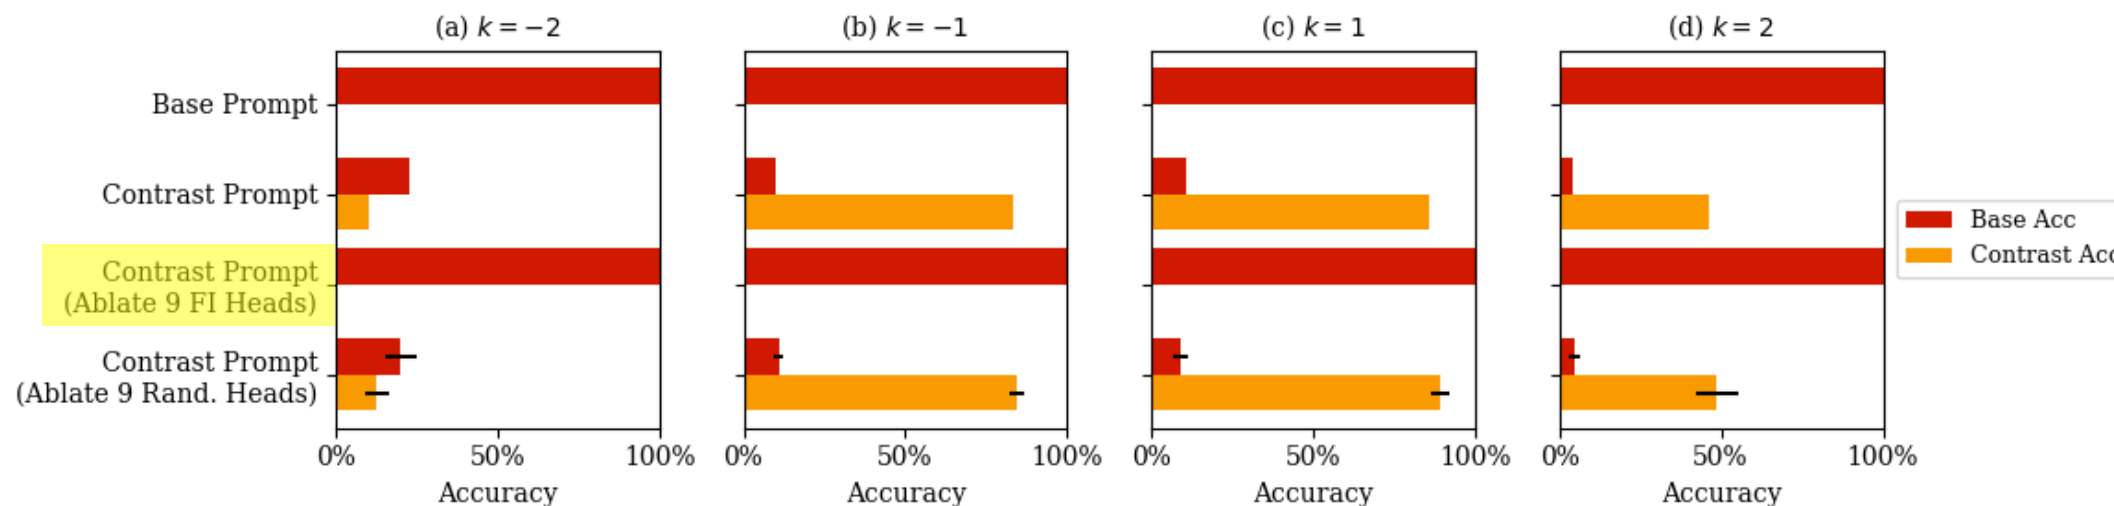 (a) k = −2
(b) k = −1
(c) k = 1
(d) k = 2
Base Prompt
Contrast Prompt
Contrast Prompt
(Ablate 9 FI Heads)
Contrast Prompt
(Ablate 9 Rand. Heads)
0% 50% 100%
0% 50% 100%
0% 50% 100%
0% 50% 100%
Accuracy
Accuracy
Accuracy
Accuracy
Base Acc
Contrast Acc